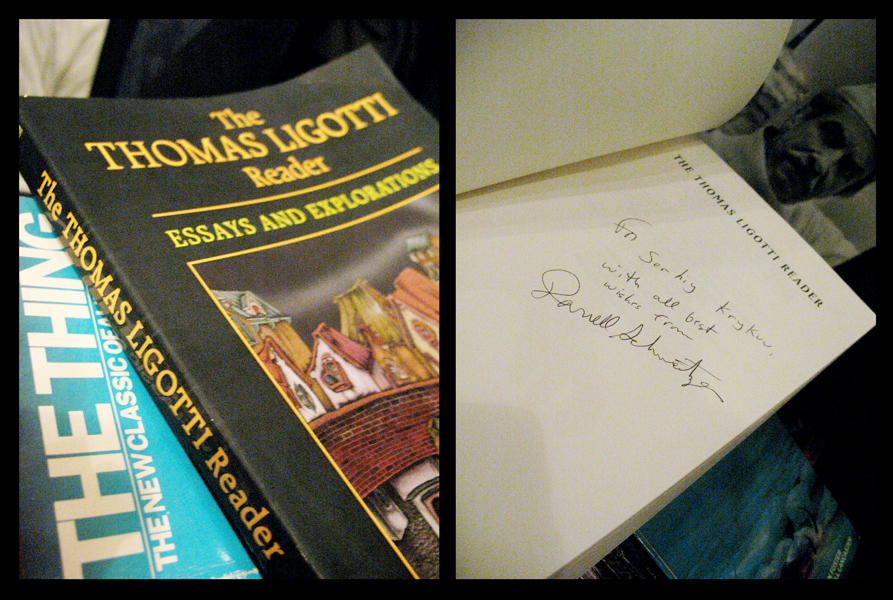 The
THOMAS LIGOTTI
Reader
ESSAYS AND EXPLORATIONS
The THOMAS LIGOTTI Reader
THE THING
THE NEW CLASSIC OF
THE THOMAS LIGOTTI READER
For Serhiy Krykun,
with all best
wishes from
Darrell Schweitzer